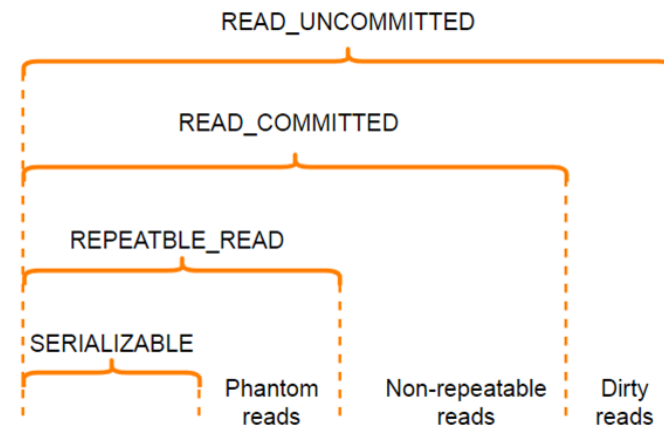 READ_UNCOMMITTED
READ_COMMITTED
REPEATBLE_READ
SERIALIZABLE
Phantom
reads
Non-repeatable
reads
Dirty
reads